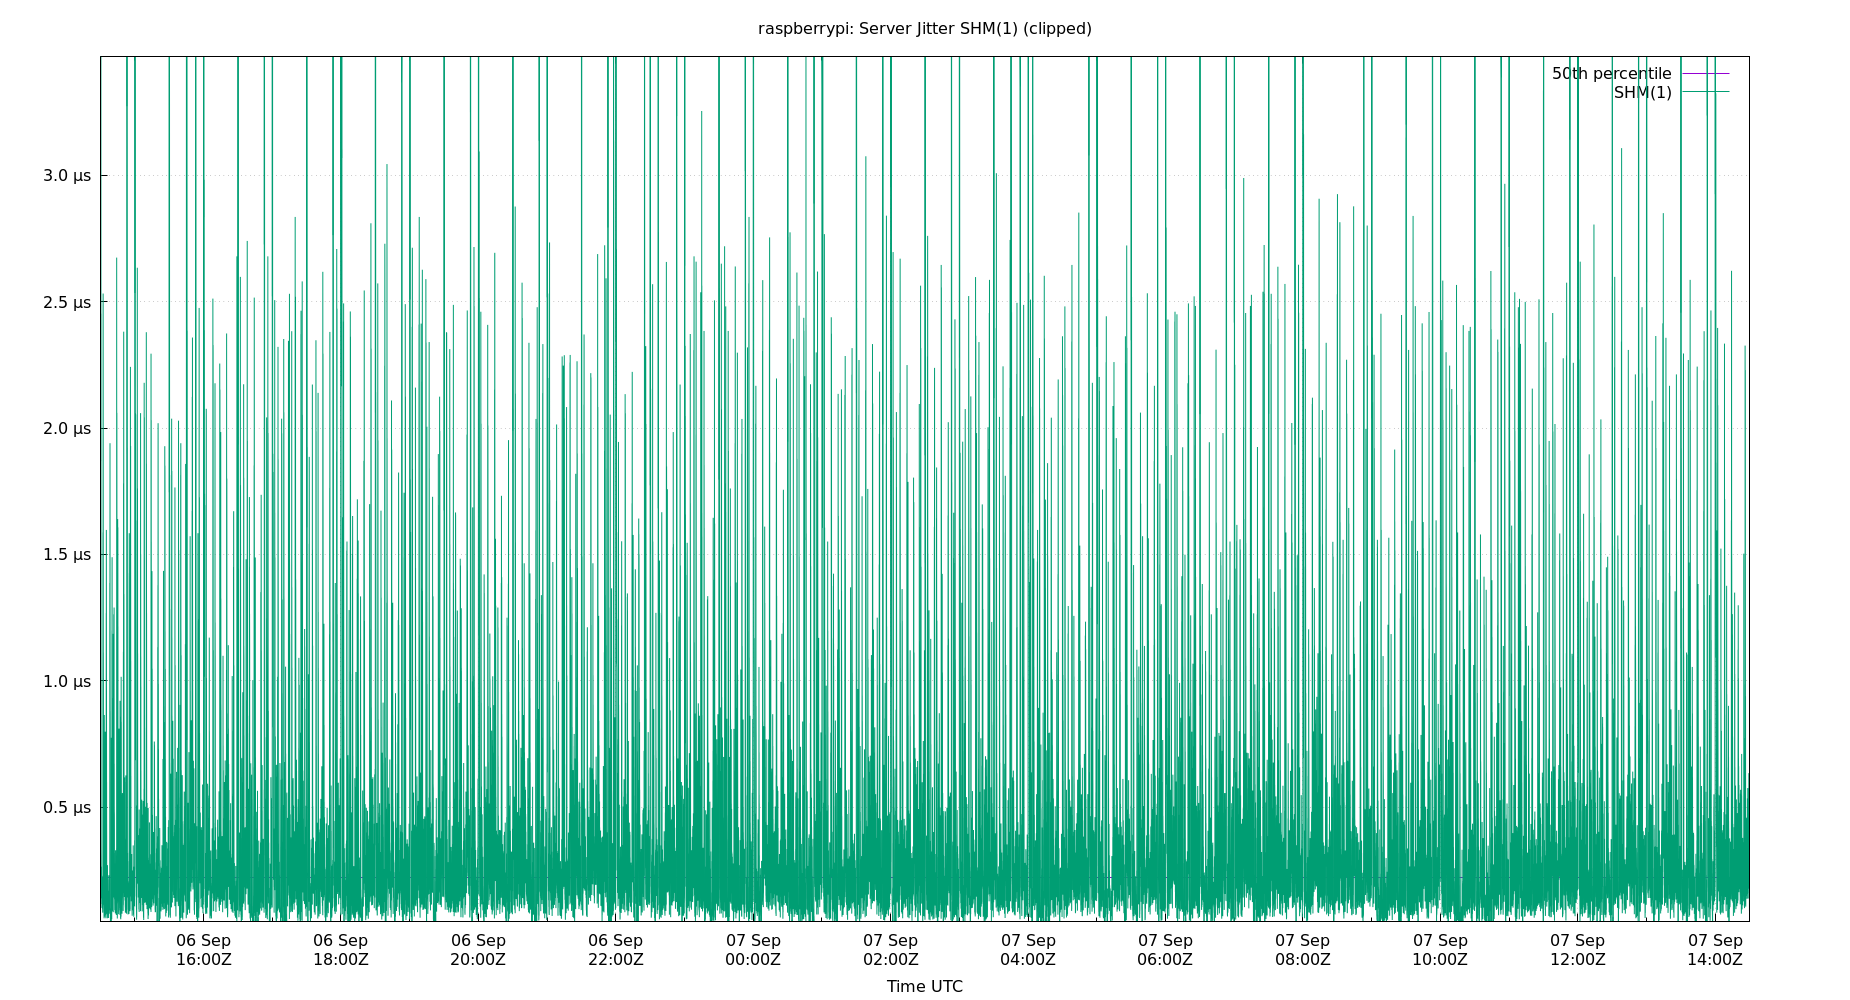 raspberrypi: Server Jitter SHM(1) (clipped)
50th percentile
SHM(1)
3.0 μs
2.5 μs
2.0 μs
1.5 μs
1.0 μs
0.5 μs
06 Sep 06 Sep 06 Sep 06 Sep 07 Sep 07 Sep 07 Sep 07 Sep 07 Sep 07 Sep 07 Sep 07 Sep
16:00Z 18:00Z 20:00Z 22:00Z 00:00Z 02:00Z 04:00Z 06:00Z 08:00Z 10:00Z 12:00Z 14:00Z
Time UTC